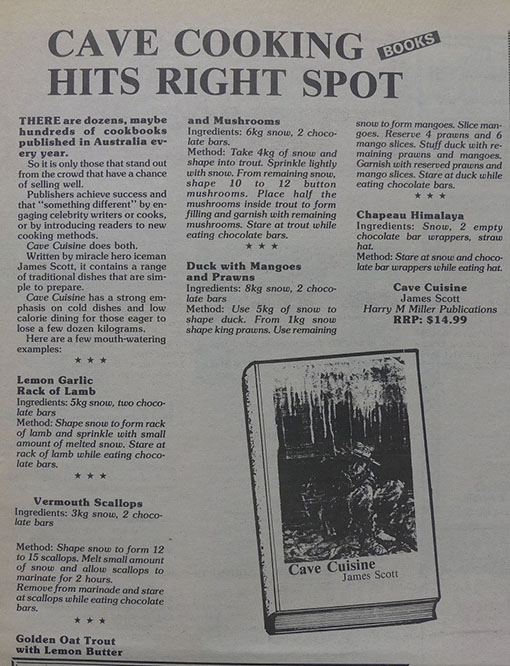 CAVE COOKING
BOOKS
HITS RIGHT SPOT
THERE are dozens, maybe
hundreds of cookbooks
published in Australia ev-
ery year.
So it is only those that stand out
from the crowd that have a chance
of selling well.
Publishers achieve success and
that "something different" by en-
gaging celebrity writers or cooks,
or by introducing readers to new
cooking methods.
Cave Cuisine does both.
Written by miracle hero iceman
James Scott, it contains a range
of traditional dishes that are sim-
ple to prepare.
Cave Cuisine has a strong em-
phasis on cold dishes and low
calorie dining for those eager to
lose a few dozen kilograms.
Here are a few mouth-watering
examples:
★ ★ ★
Lemon Garlic
Rack of Lamb
Ingredients: 5kg snow, two choco-
late bars
Method: Shape snow to form rack
of lamb and sprinkle with small
amount of melted snow. Stare at
rack of lamb while eating choco-
late bars.
★ ★ ★
Vermouth Scallops
Ingredients: 3kg snow, 2 choco-
late bars
Method: Shape snow to form 12
to 15 scallops. Melt small amount
of snow and allow scallops to
marinate for 2 hours.
Remove from marinade and stare
at scallops while eating chocolate
bars.
★ ★ ★
Golden Oat Trout
with Lemon Butter
and Mushrooms
Ingredients: 6kg snow, 2 choco-
late bars.
Method: Take 4kg of snow and
shape into trout. Sprinkle lightly
with snow. From remaining snow,
shape 10 to 12 button
mushrooms. Place half the
mushrooms inside trout to form
filling and garnish with remaining
mushrooms. Stare at trout while
eating chocolate bars.
★ ★ ★
Duck with Mangoes
and Prawns
Ingredients: 8kg snow, 2 choco-
late bars
Method: Use 5kg of snow to
shape duck. From 1kg snow
shape king prawns. Use remaining
snow to form mangoes. Slice man-
goes. Reserve 4 prawns and 6
mango slices. Stuff duck with re-
maining prawns and mangoes.
Garnish with reserved prawns and
mango slices. Stare at duck while
eating chocolate bars.
★ ★ ★
Chapeau Himalaya
Ingredients: Snow, 2 empty
chocolate bar wrappers, straw
hat.
Method: Stare at snow and choco-
late bar wrappers while eating hat.
Cave Cuisine
James Scott
Harry M Miller Publications
RRP: $14.99
Cave Cuisine
James Scott